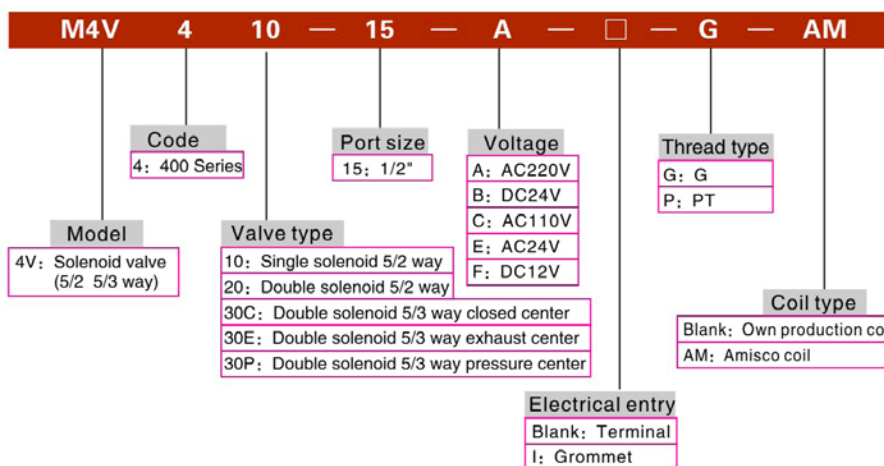 M4V 4 10 — 15 — A — □ — G — AM
Code
4: 400 Series
Port size
15: 1/2"
Voltage
A: AC220V
B: DC24V
C: AC110V
E: AC24V
F: DC12V
Thread type
G: G
P: PT
Model
4V: Solenoid valve
(5/2 5/3 way)
Valve type
10: Single solenoid 5/2 way
20: Double solenoid 5/2 way
30C: Double solenoid 5/3 way closed center
30E: Double solenoid 5/3 way exhaust center
30P: Double solenoid 5/3 way pressure center
Coil type
Blank: Own production co
AM: Amisco coil
Electrical entry
Blank: Terminal
I: Grommet